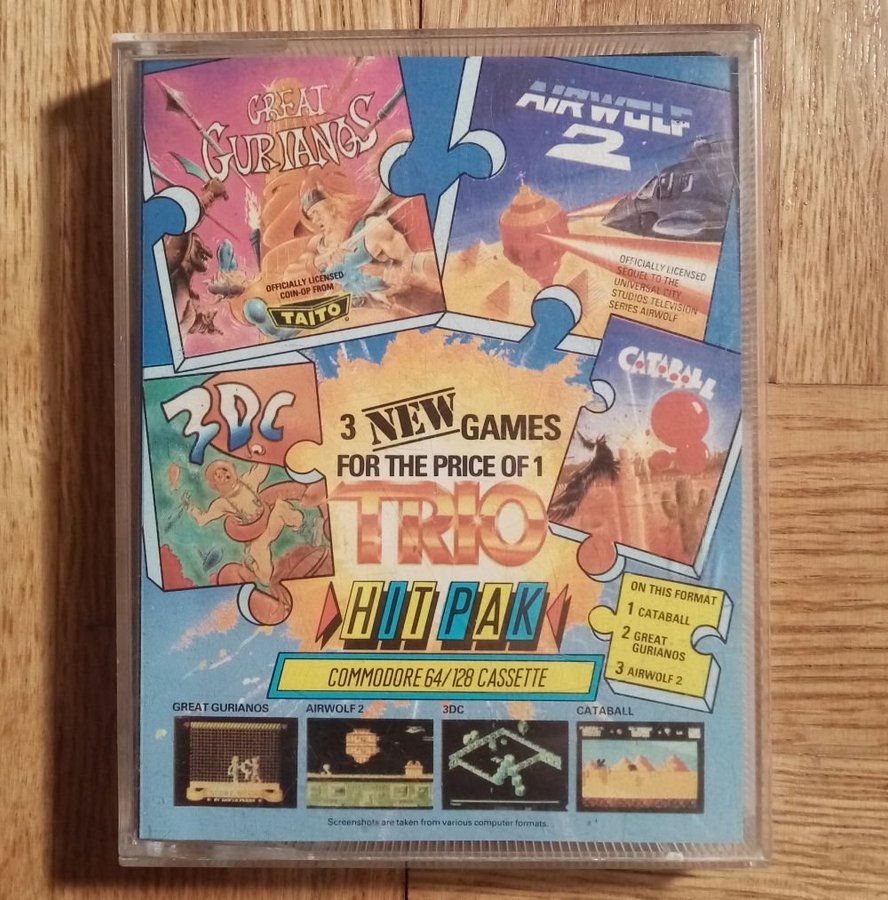 GREAT
GURIANOS
OFFICIALLY LICENSED
COIN-OP FROM
TAITO
AIRWOLF
2
OFFICIALLY LICENSED
SEQUEL TO THE
UNIVERSAL CITY
STUDIOS TELEVISION
SERIES AIRWOLF
3D.C
CATABALL
3 NEW GAMES
FOR THE PRICE OF 1
TRIO
HIT PAK
COMMODORE 64/128 CASSETTE
ON THIS FORMAT
1 CATABALL
2 GREAT
GURIANOS
3 AIRWOLF 2
GREAT GURIANOS
AIRWOLF 2
3DC
CATABALL
Screenshots are taken from various computer formats.